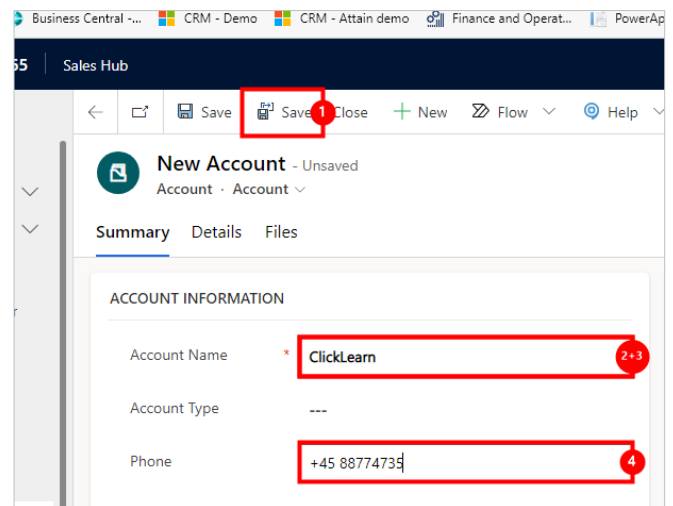 Business Central -... CRM - Demo CRM - Attain demo Finance and Operat... PowerAp
Sales Hub
Save Save Close New Flow Help
1
New Account - Unsaved
Account · Account
Summary Details Files
ACCOUNT INFORMATION
Account Name * ClickLearn 2+3
Account Type ---
Phone +45 88774735 4